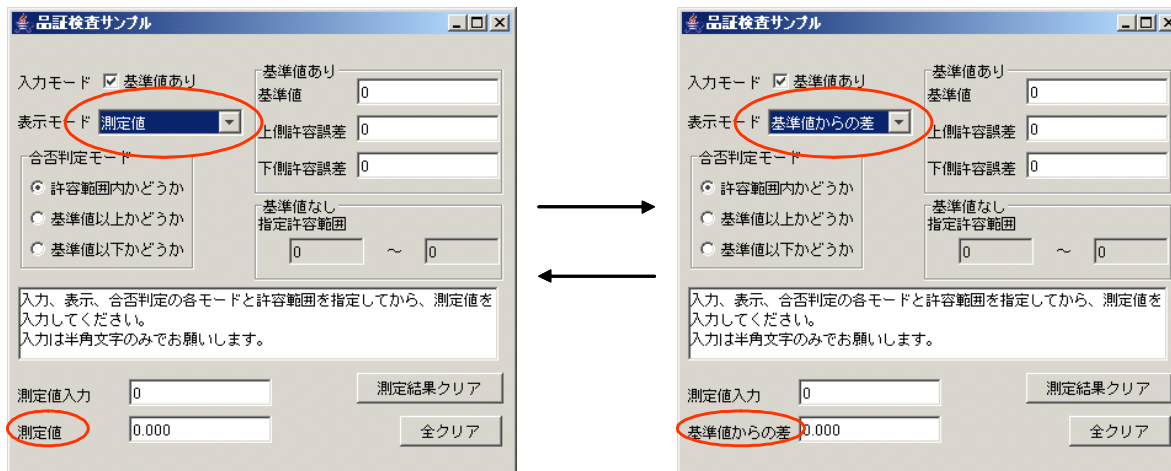 品証検査サンプル
入力モード 基準値あり
表示モード 測定値
合否判定モード
許容範囲内かどうか
基準値以上かどうか
基準値以下かどうか
基準値あり
基準値 0
上側許容誤差 0
下側許容誤差 0
基準値なし
指定許容範囲
0 ～ 0
入力、表示、合否判定の各モードと許容範囲を指定してから、測定値を
入力してください。
入力は半角文字のみでお願いします。
測定値入力 0
測定結果クリア
測定値 0.000
全クリア
品証検査サンプル
入力モード 基準値あり
表示モード 基準値からの差
合否判定モード
許容範囲内かどうか
基準値以上かどうか
基準値以下かどうか
基準値あり
基準値 0
上側許容誤差 0
下側許容誤差 0
基準値なし
指定許容範囲
0 ～ 0
入力、表示、合否判定の各モードと許容範囲を指定してから、測定値を
入力してください。
入力は半角文字のみでお願いします。
測定値入力 0
測定結果クリア
基準値からの差 0.000
全クリア